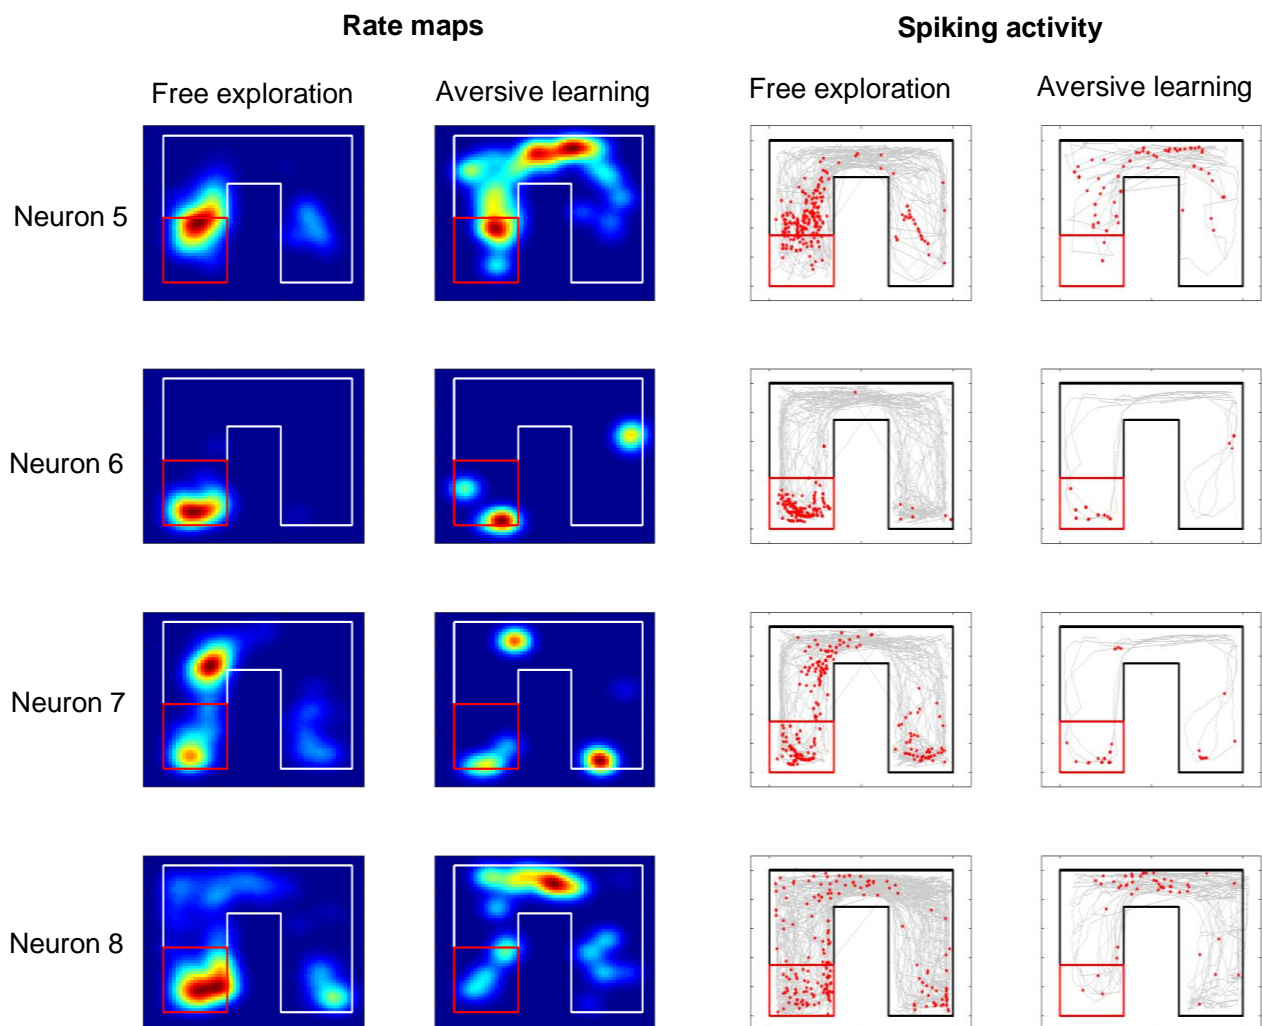 Rate maps
Spiking activity
Free exploration
Aversive learning
Free exploration
Aversive learning
Neuron 5
Neuron 6
Neuron 7
Neuron 8